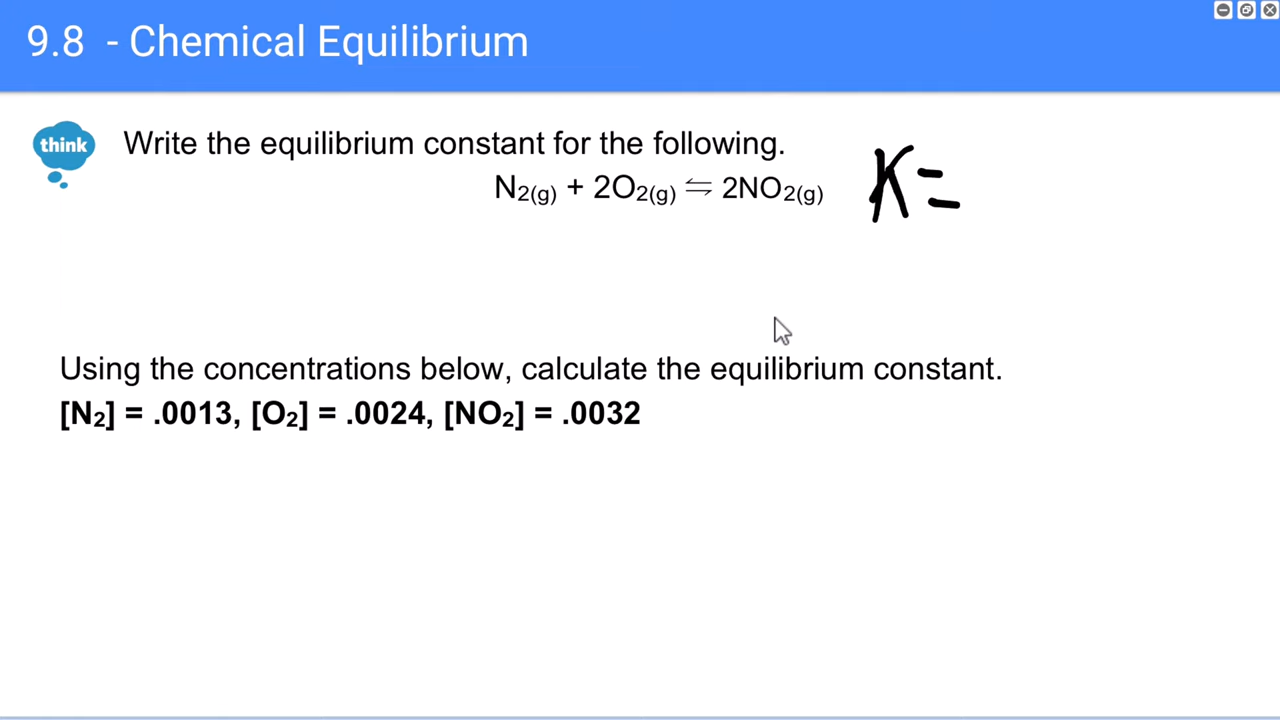 9.8 - Chemical Equilibrium
think
Write the equilibrium constant for the following.
N₂(g) + 2O₂(g) ⇋ 2NO₂(g)
K=
Using the concentrations below, calculate the equilibrium constant.
[N₂] = .0013, [O₂] = .0024, [NO₂] = .0032